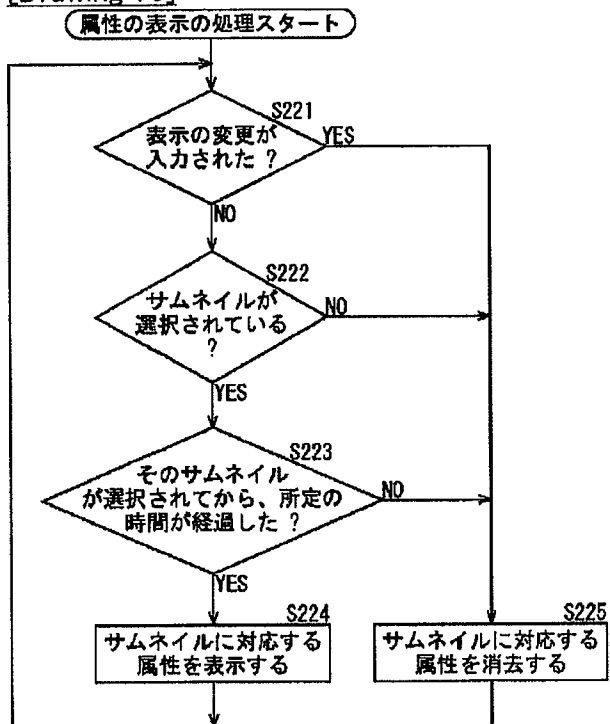 属性の表示の処理スタート
S221
表示の変更が
入力された ?
YES
NO
S222
サムネイルが
選択されている
?
NO
YES
S223
そのサムネイル
が選択されてから、所定の
時間が経過した ?
NO
YES
S224
サムネイルに対応する
属性を表示する
S225
サムネイルに対応する
属性を消去する